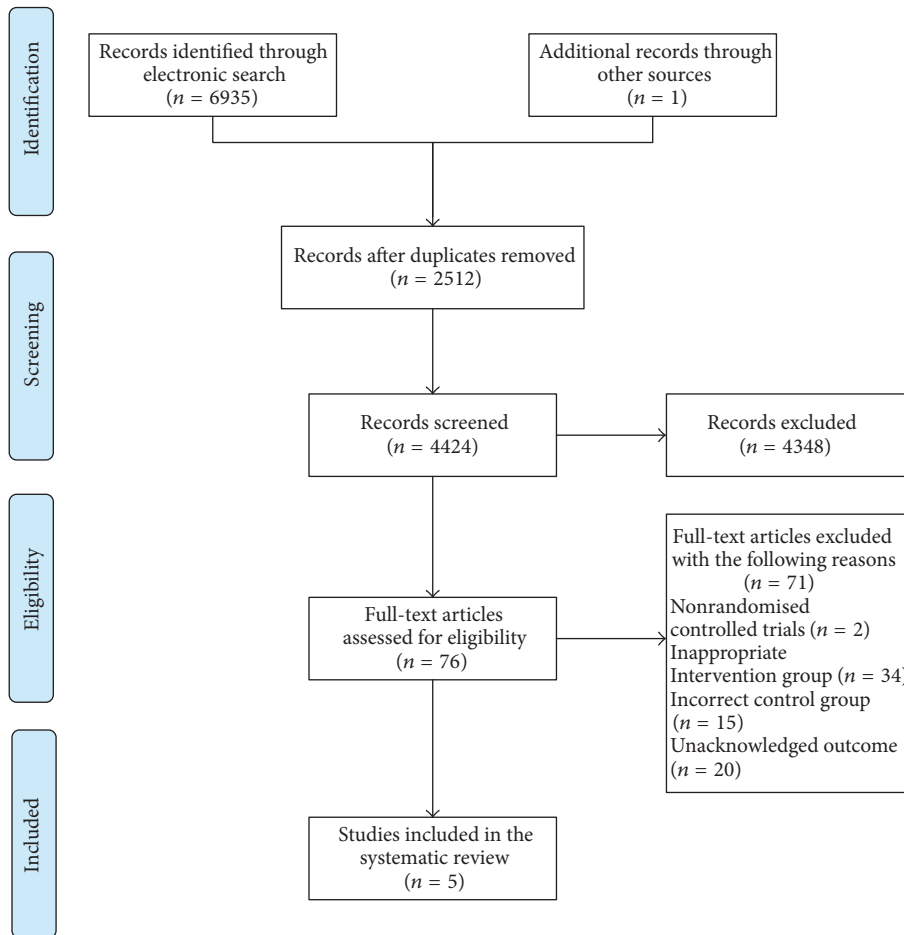 Identification
Records identified through
electronic search
(n = 6935)
Additional records through
other sources
(n = 1)
Screening
Records after duplicates removed
(n = 2512)
Records screened
(n = 4424)
Records excluded
(n = 4348)
Eligibility
Full-text articles
assessed for eligibility
(n = 76)
Full-text articles excluded
with the following reasons
(n = 71)
Nonrandomised
controlled trials (n = 2)
Inappropriate
Intervention group (n = 34)
Incorrect control group
(n = 15)
Unacknowledged outcome
(n = 20)
Included
Studies included in the
systematic review
(n = 5)